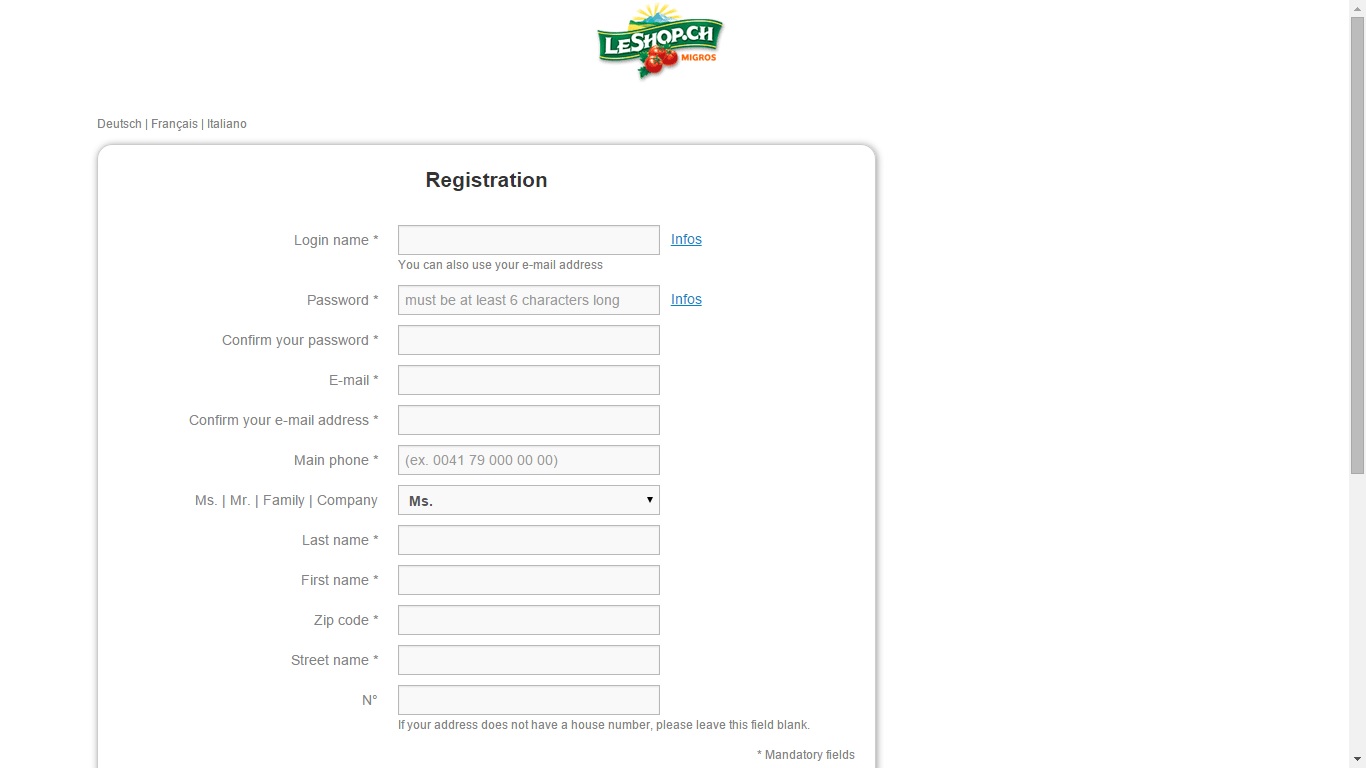 LESHOP.CH
MIGROS
Deutsch | Français | Italiano
Registration
Login name * Infos
You can also use your e-mail address
Password * must be at least 6 characters long Infos
Confirm your password *
E-mail *
Confirm your e-mail address *
Main phone * (ex. 0041 79 000 00 00)
Ms. | Mr. | Family | Company Ms.
Last name *
First name *
Zip code *
Street name *
N°
If your address does not have a house number, please leave this field blank.
* Mandatory fields